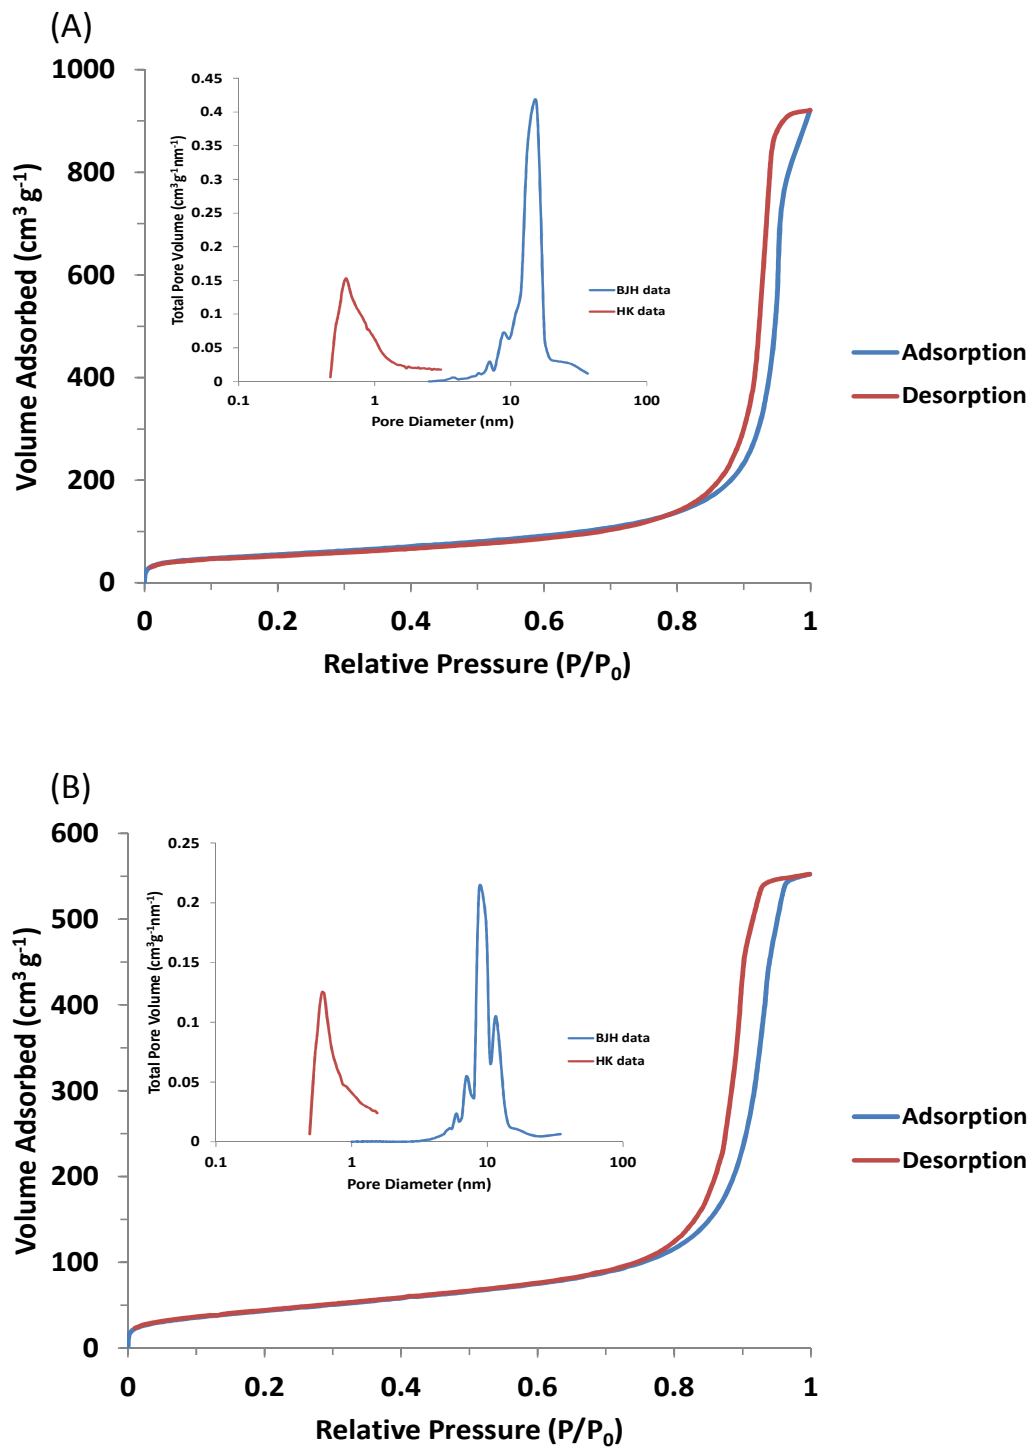 (A)
1000
800
600
400
200
0
Volume Adsorbed (cm³ g⁻¹)
0 0.2 0.4 0.6 0.8 1
Relative Pressure (P/P₀)
0.45
0.4
0.35
0.3
0.25
0.2
0.15
0.1
0.05
0
Total Pore Volume (cm³g⁻¹nm⁻¹)
0.1 1 10 100
Pore Diameter (nm)
BJH data
HK data
Adsorption
Desorption
(B)
600
500
400
300
200
100
0
Volume Adsorbed (cm³ g⁻¹)
0 0.2 0.4 0.6 0.8 1
Relative Pressure (P/P₀)
0.25
0.2
0.15
0.1
0.05
0
Total Pore Volume (cm³g⁻¹nm⁻¹)
0.1 1 10 100
Pore Diameter (nm)
BJH data
HK data
Adsorption
Desorption